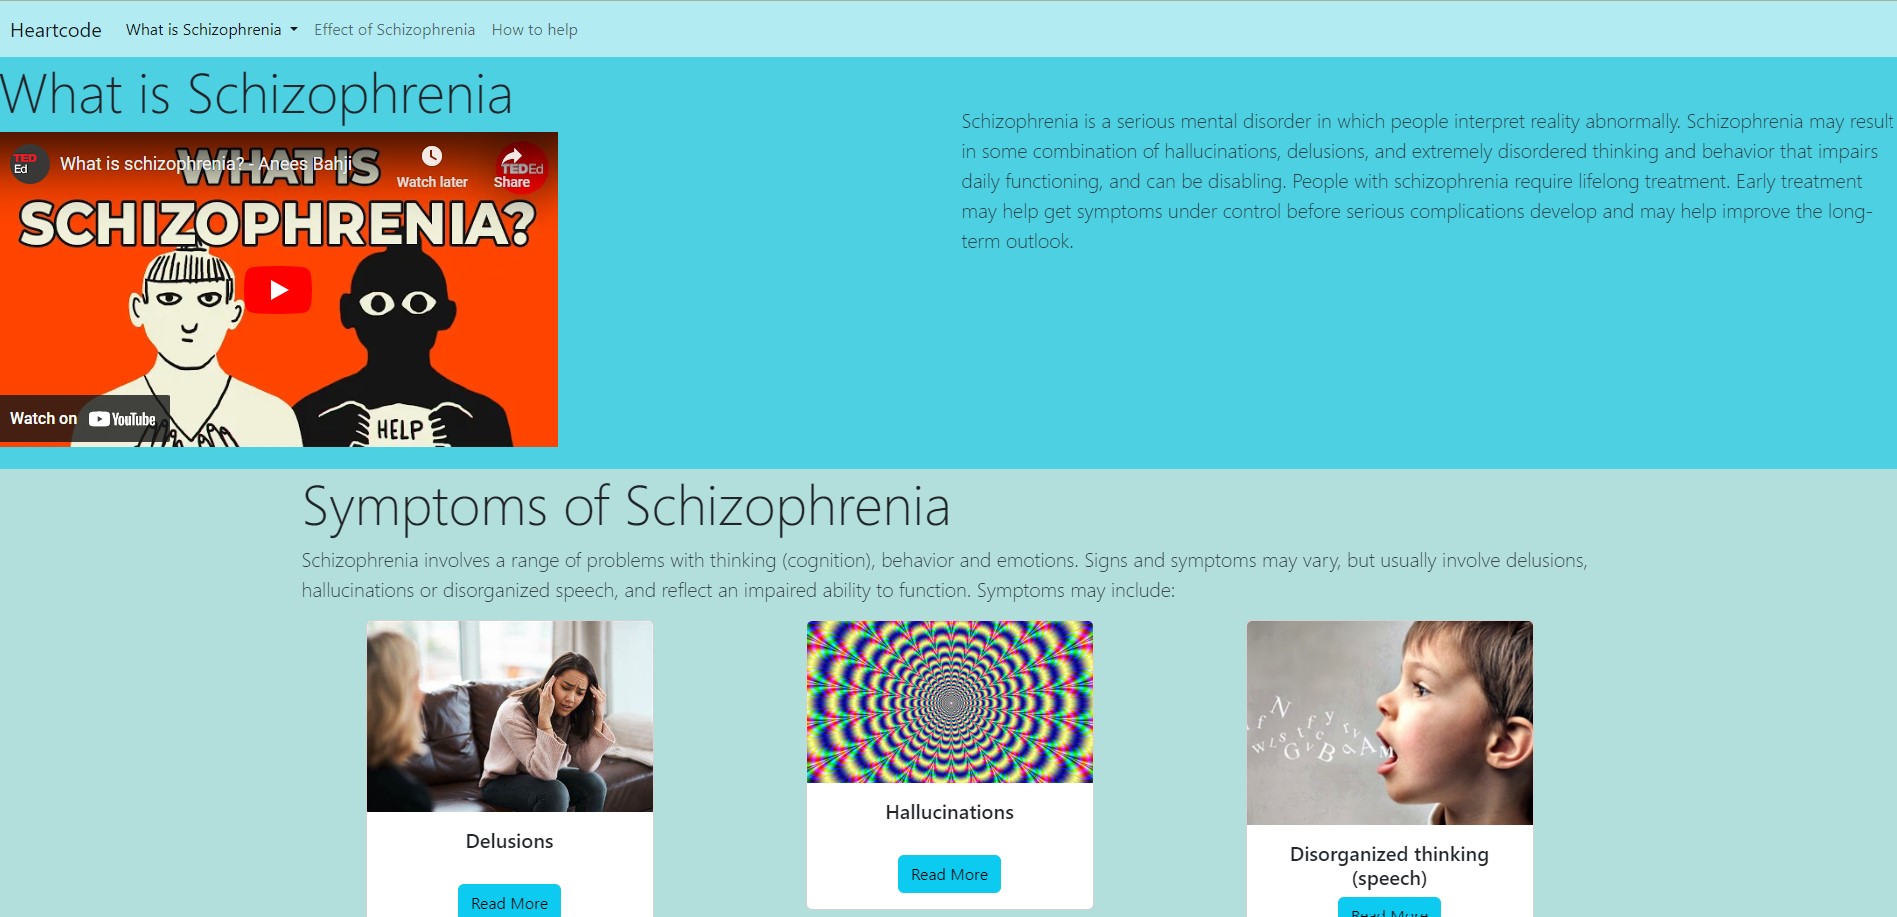 Heartcode What is Schizophrenia Effect of Schizophrenia How to help
What is Schizophrenia
TED
Ed
What is schizophrenia? - Anees Bahji
Watch later
Share
WHAT IS
TEDEd
SCHIZOPHRENIA?
HELP
Watch on YouTube
Schizophrenia is a serious mental disorder in which people interpret reality abnormally. Schizophrenia may result
in some combination of hallucinations, delusions, and extremely disordered thinking and behavior that impairs
daily functioning, and can be disabling. People with schizophrenia require lifelong treatment. Early treatment
may help get symptoms under control before serious complications develop and may help improve the long-
term outlook.
Symptoms of Schizophrenia
Schizophrenia involves a range of problems with thinking (cognition), behavior and emotions. Signs and symptoms may vary, but usually involve delusions,
hallucinations or disorganized speech, and reflect an impaired ability to function. Symptoms may include:
Delusions
Read More
Hallucinations
Read More
Disorganized thinking
(speech)
Read More